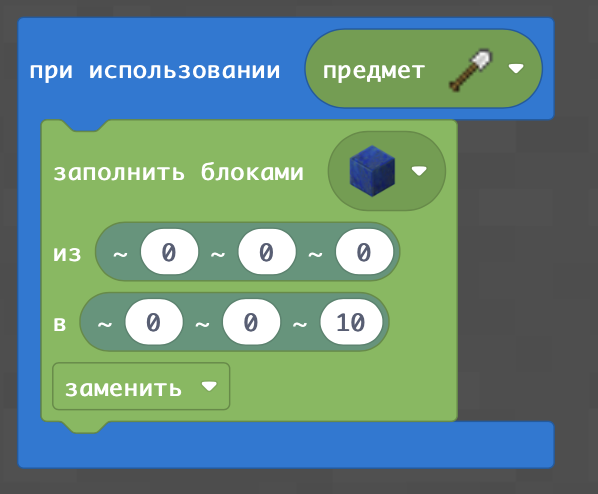 при использовании предмет
заполнить блоками
из ~ 0 ~ 0 ~ 0
в ~ 0 ~ 0 ~ 10
заменить